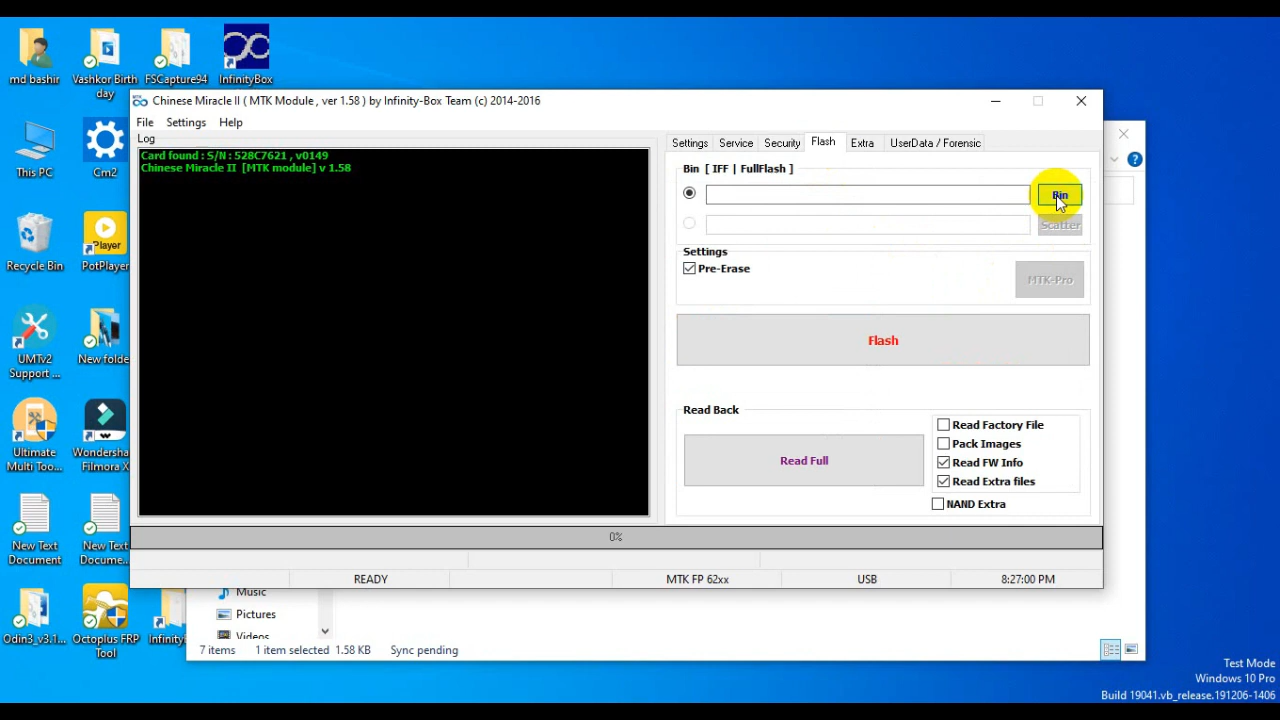 md bashir
Vashkor Birth
day
FSCapture94
InfinityBox
This PC
Cm2
Recycle Bin
Player
PotPlayer
UMTv2
Support ...
New folde
Ultimate
Multi Too...
Wondersha
Filmora X
New Text
Document
New Text
Docume...
Odin3_v3.1...
Octoplus FRP
Tool
InfinityB
Chinese Miracle II ( MTK Module , ver 1.58 ) by Infinity-Box Team (c) 2014-2016
File Settings Help
Log
Card found : S/N : 528C7621 , v0149
Chinese Miracle II [MTK module] v 1.58
Settings Service Security Flash Extra UserData / Forensic
Bin [ IFF | FullFlash ]
Bin
Scatter
Settings
Pre-Erase
MTK-Pro
Flash
Read Back
Read Full
Read Factory File
Pack Images
Read FW Info
Read Extra files
NAND Extra
0%
READY MTK FP 62xx USB 8:27:00 PM
Music
Pictures
Videos
7 items 1 item selected 1.58 KB Sync pending
Test Mode
Windows 10 Pro
Build 19041.vb_release.191206-1406